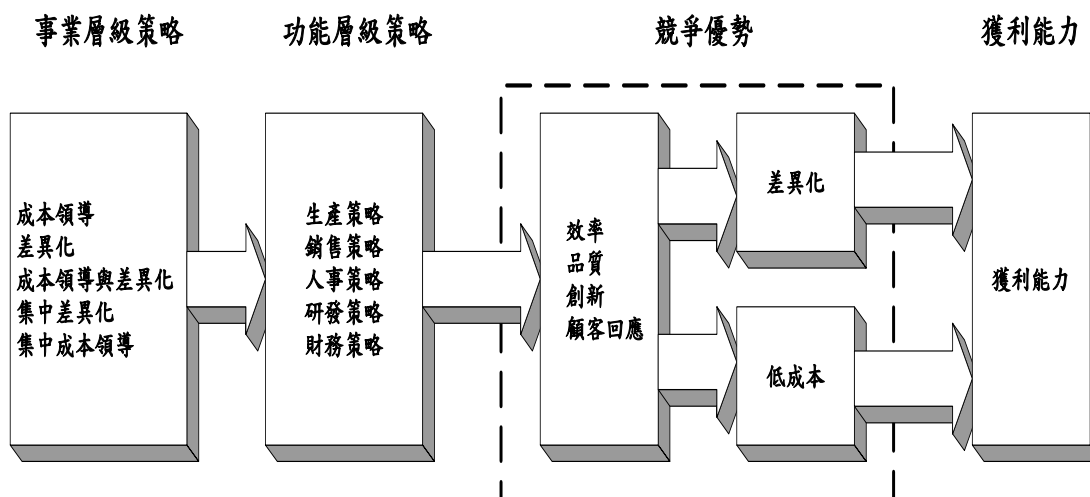 事業層級策略
功能層級策略
競爭優勢
獲利能力
成本領導
差異化
成本領導與差異化
集中差異化
集中成本領導
生產策略
銷售策略
人事策略
研發策略
財務策略
效率
品質
創新
顧客回應
差異化
低成本
獲利能力